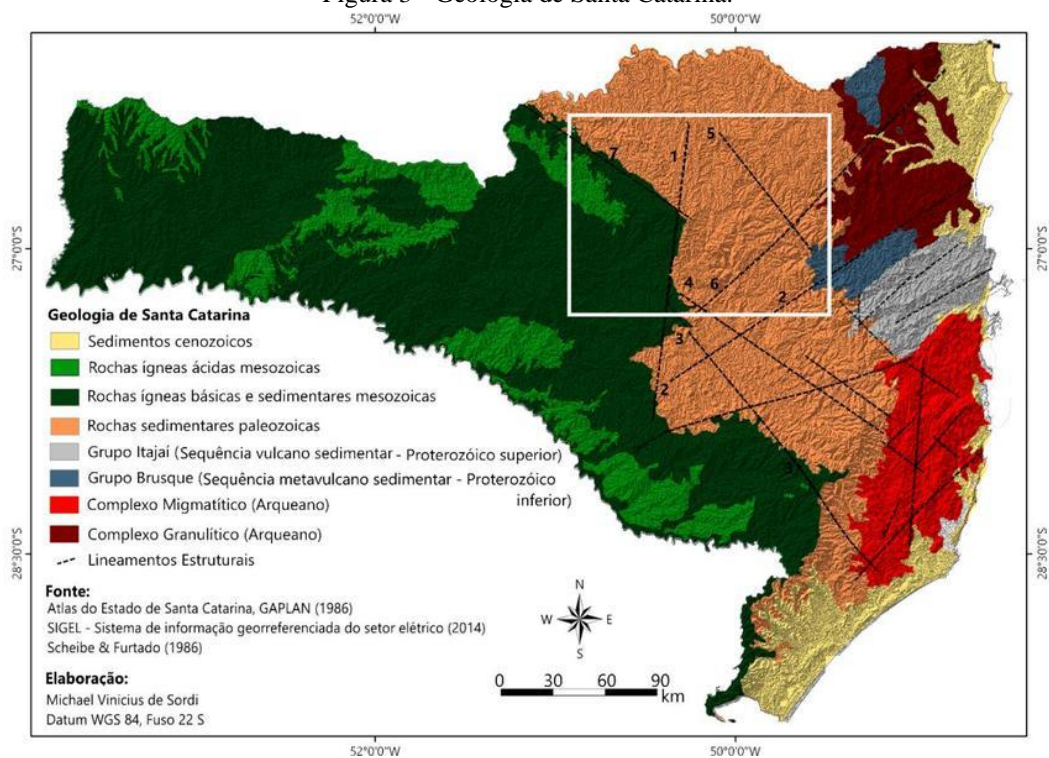 Figura 3 - Geologia de Santa Catarina.
52°0'0"W
50°0'0"W
27°0'0"S
27°0'0"S
7
1
5
4
6
2
3
2
3
Geologia de Santa Catarina
Sedimentos cenozoicos
Rochas ígneas ácidas mesozoicas
Rochas ígneas básicas e sedimentares mesozoicas
Rochas sedimentares paleozoicas
Grupo Itajaí (Sequência vulcano sedimentar - Proterozóico superior)
Grupo Brusque (Sequência metavulcano sedimentar - Proterozóico
inferior)
Complexo Migmatítico (Arqueano)
Complexo Granulítico (Arqueano)
Lineamentos Estruturais
28°30'0"S
28°30'0"S
Fonte:
Atlas do Estado de Santa Catarina, GAPLAN (1986)
SIGEL - Sistema de informação georreferenciada do setor elétrico (2014)
Scheibe & Furtado (1986)
Elaboração:
Michael Vinicius de Sordi
Datum WGS 84, Fuso 22 S
N
W
E
S
0 30 60 90
km
52°0'0"W
50°0'0"W